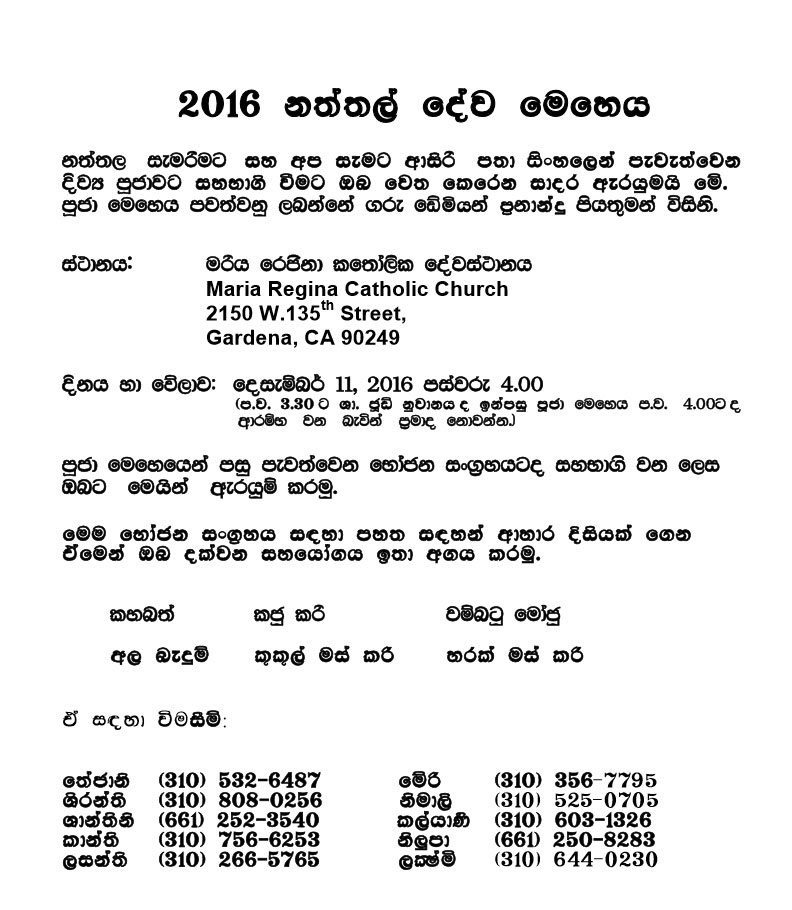 2016 නත්තල් දේව මෙහෙය
නත්තල සැමරීමට සහ අප සැමට ආසිරි පතා සිංහලෙන් පැවැත්වෙන
දිව්‍ය පූජාවට සහභාගි වීමට ඔබ වෙත කෙරෙන සාදර ඇරයුමයි මේ.
පූජා මෙහෙය පවත්වනු ලබන්නේ ගරු ඩේමියන් ප්‍රනාන්දු පියතුමන් විසිනි.
ස්ථානය: මරිය රෙජිනා කතෝලික දේවස්ථානය
Maria Regina Catholic Church
2150 W.135th Street,
Gardena, CA 90249
දිනය හා වේලාව: දෙසැම්බර් 11, 2016 පස්වරු 4.00
(ප.ව. 3.30 ට ශා. ජූඩ් නුවානය ද ඉන්පසු පූජා මෙහෙය ප.ව. 4.00ට ද
ආරම්භ වන බැවින් ප්‍රමාද නොවන්න.)
පූජා මෙහෙයෙන් පසු පැවත්වෙන භෝජන සංග්‍රහයටද සහභාගි වන ලෙස
ඔබට මෙයින් ඇරයුම් කරමු.
මෙම භෝජන සංග්‍රහය සඳහා පහත සඳහන් ආහාර දිසියක් ගෙන
ඒමෙන් ඔබ දක්වන සහයෝගය ඉතා අගය කරමු.
කහබත් කජු කරි වම්බටු මෝජු
අල බැදුම් කුකුල් මස් කරි හරක් මස් කරි
ඒ සඳහා විමසීම්:
තේජානි (310) 532-6487 මේරි (310) 356-7795
ශිරන්ති (310) 808-0256 නිමාලි (310) 525-0705
ශාන්තිනි (661) 252-3540 කල්යාණි (310) 603-1326
කාන්ති (310) 756-6253 නිලූපා (661) 250-8283
ලසන්ති (310) 266-5765 ලක්ෂ්මි (310) 644-0230